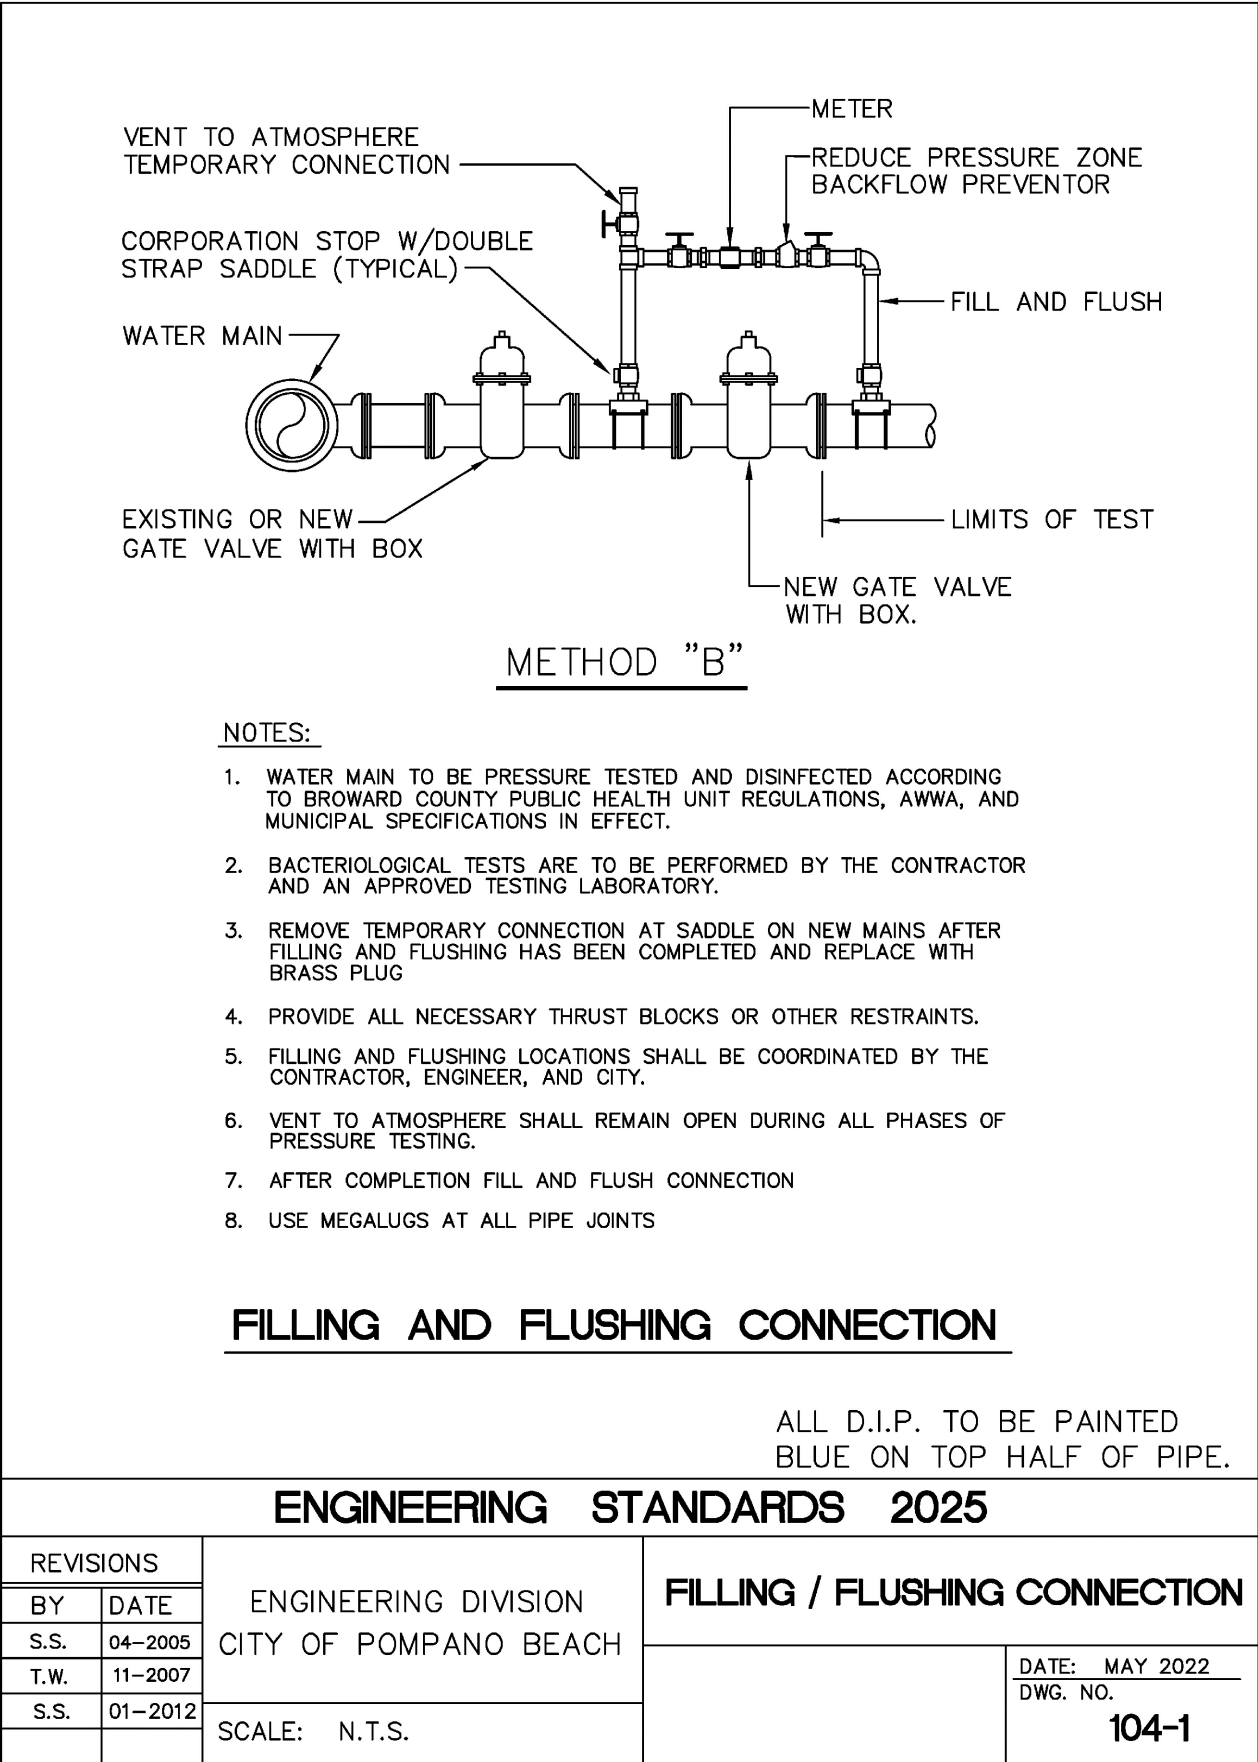 METER
VENT TO ATMOSPHERE
TEMPORARY CONNECTION
REDUCE PRESSURE ZONE
BACKFLOW PREVENTOR
CORPORATION STOP W/DOUBLE
STRAP SADDLE (TYPICAL)
FILL AND FLUSH
WATER MAIN
EXISTING OR NEW
GATE VALVE WITH BOX
LIMITS OF TEST
NEW GATE VALVE
WITH BOX.
METHOD "B"
NOTES:
1. WATER MAIN TO BE PRESSURE TESTED AND DISINFECTED ACCORDING
TO BROWARD COUNTY PUBLIC HEALTH UNIT REGULATIONS, AWWA, AND
MUNICIPAL SPECIFICATIONS IN EFFECT.
2. BACTERIOLOGICAL TESTS ARE TO BE PERFORMED BY THE CONTRACTOR
AND AN APPROVED TESTING LABORATORY.
3. REMOVE TEMPORARY CONNECTION AT SADDLE ON NEW MAINS AFTER
FILLING AND FLUSHING HAS BEEN COMPLETED AND REPLACE WITH
BRASS PLUG
4. PROVIDE ALL NECESSARY THRUST BLOCKS OR OTHER RESTRAINTS.
5. FILLING AND FLUSHING LOCATIONS SHALL BE COORDINATED BY THE
CONTRACTOR, ENGINEER, AND CITY.
6. VENT TO ATMOSPHERE SHALL REMAIN OPEN DURING ALL PHASES OF
PRESSURE TESTING.
7. AFTER COMPLETION FILL AND FLUSH CONNECTION
8. USE MEGALUGS AT ALL PIPE JOINTS
FILLING AND FLUSHING CONNECTION
ALL D.I.P. TO BE PAINTED
BLUE ON TOP HALF OF PIPE.
ENGINEERING STANDARDS 2025
REVISIONS
BY DATE
S.S. 04-2005
T.W. 11-2007
S.S. 01-2012
ENGINEERING DIVISION
CITY OF POMPANO BEACH
SCALE: N.T.S.
FILLING / FLUSHING CONNECTION
DATE: MAY 2022
DWG. NO.
104-1